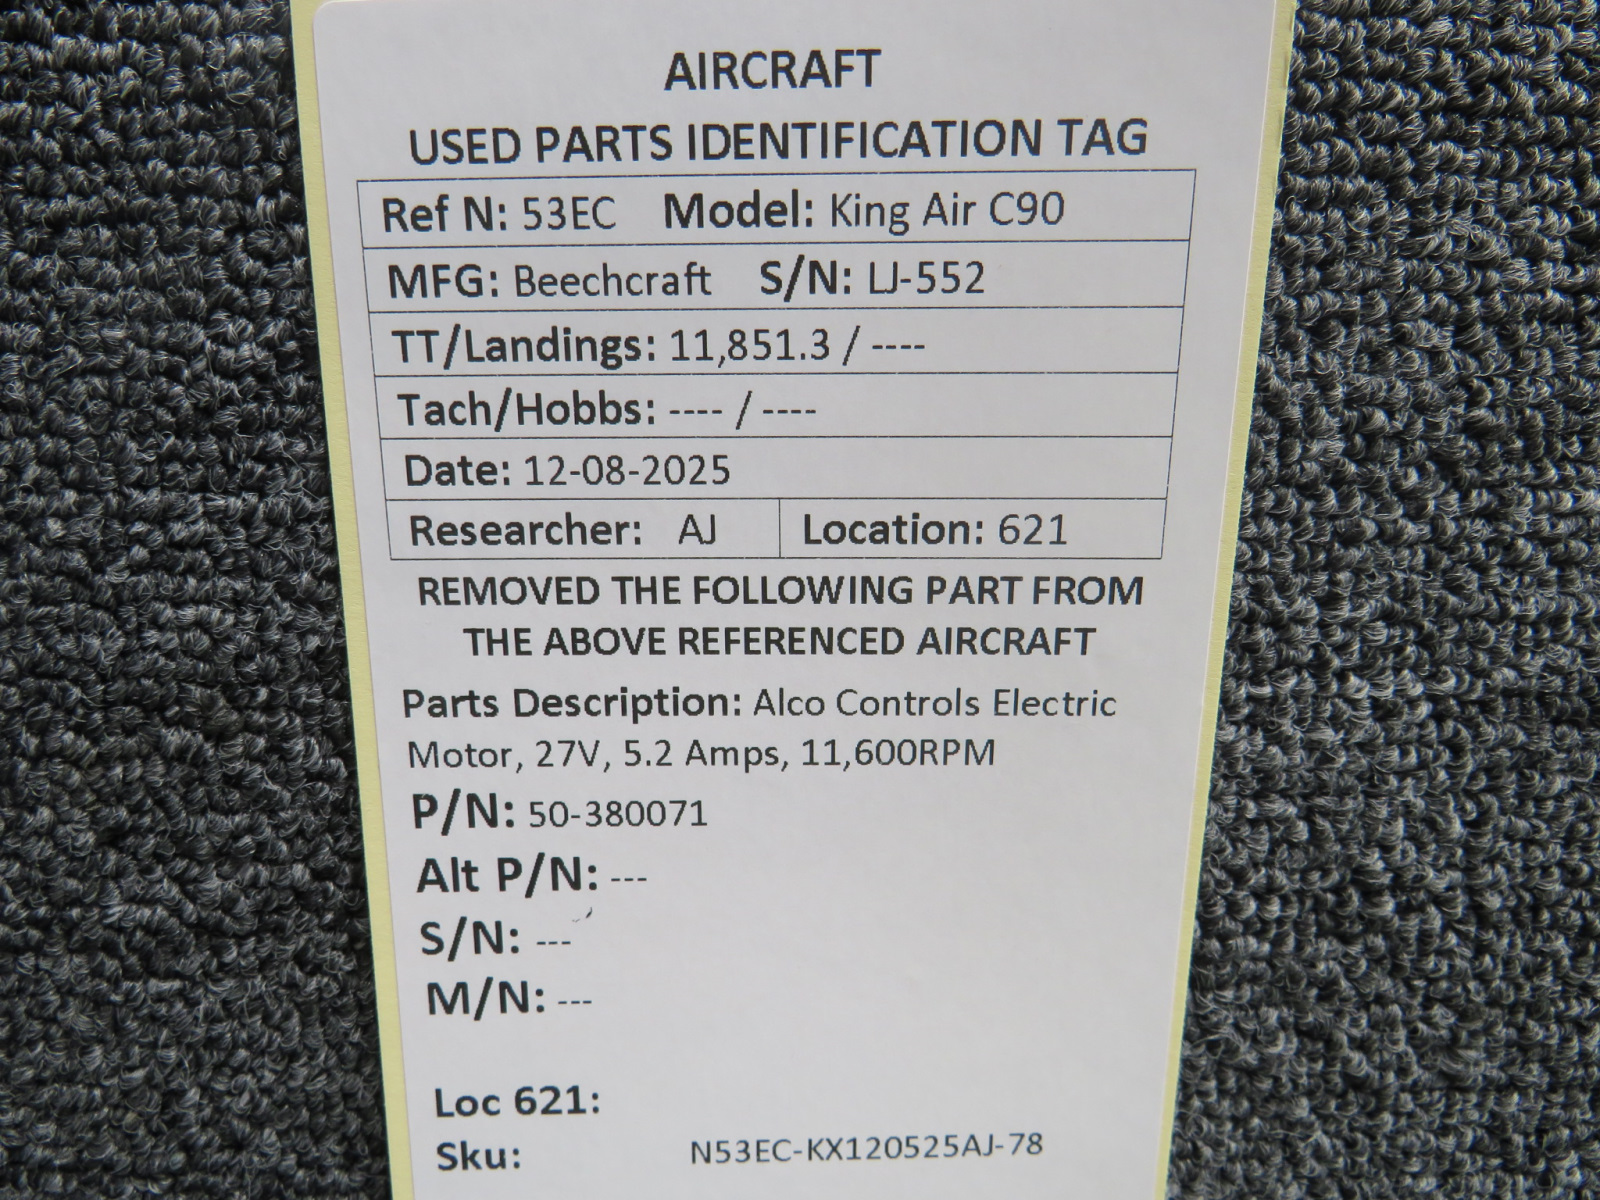 AIRCRAFT
USED PARTS IDENTIFICATION TAG
Ref N: 53EC Model: King Air C90
MFG: Beechcraft S/N: LJ-552
TT/Landings: 11,851.3 / ----
Tach/Hobbs: ---- / ----
Date: 12-08-2025
Researcher: AJ Location: 621
REMOVED THE FOLLOWING PART FROM
THE ABOVE REFERENCED AIRCRAFT
Parts Description: Alco Controls Electric
Motor, 27V, 5.2 Amps, 11,600RPM
P/N: 50-380071
Alt P/N: ---
S/N: ---
M/N: ---
Loc 621:
Sku: N53EC-KX120525AJ-78